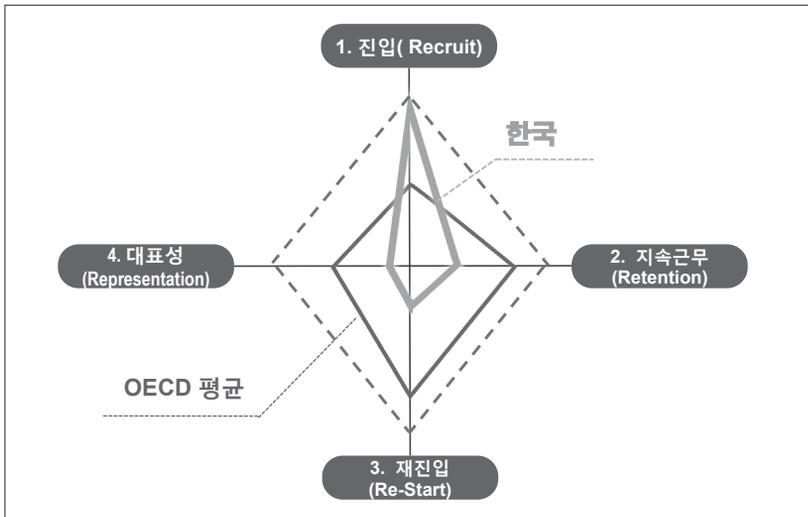 1. 진입( Recruit)
한국
4. 대표성
(Representation)
2. 지속근무
(Retention)
OECD 평균
3. 재진입
(Re-Start)